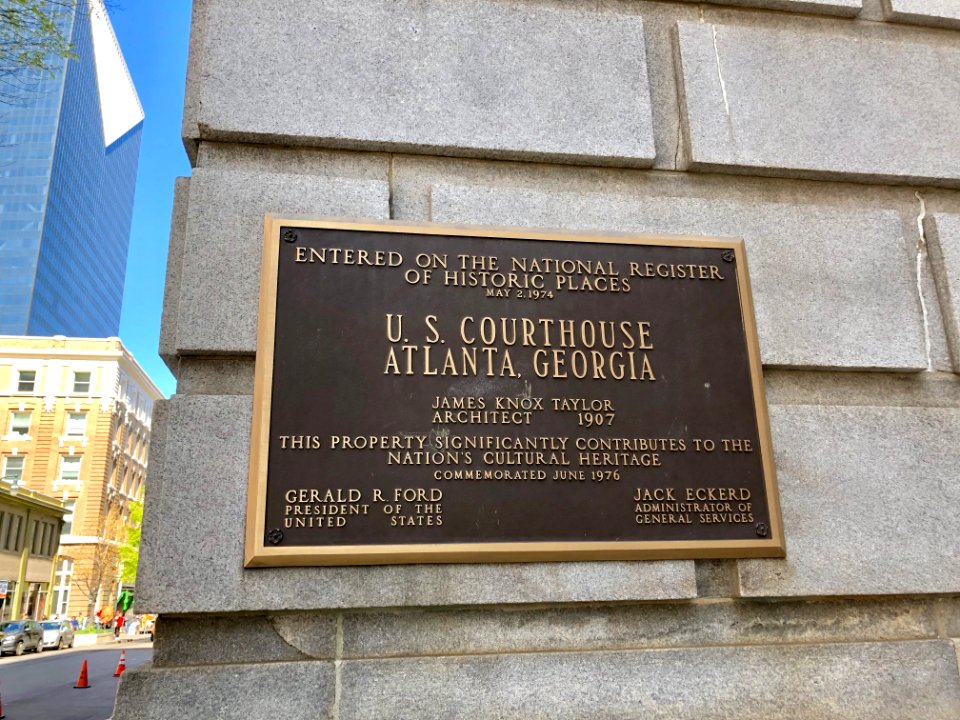 ENTERED ON THE NATIONAL REGISTER
OF HISTORIC PLACES
MAY 2, 1974
U. S. COURTHOUSE
ATLANTA, GEORGIA
JAMES KNOX TAYLOR
ARCHITECT 1907
THIS PROPERTY SIGNIFICANTLY CONTRIBUTES TO THE
NATION'S CULTURAL HERITAGE
COMMEMORATED JUNE 1976
GERALD R. FORD
PRESIDENT OF THE
UNITED STATES
JACK ECKERD
ADMINISTRATOR OF
GENERAL SERVICES